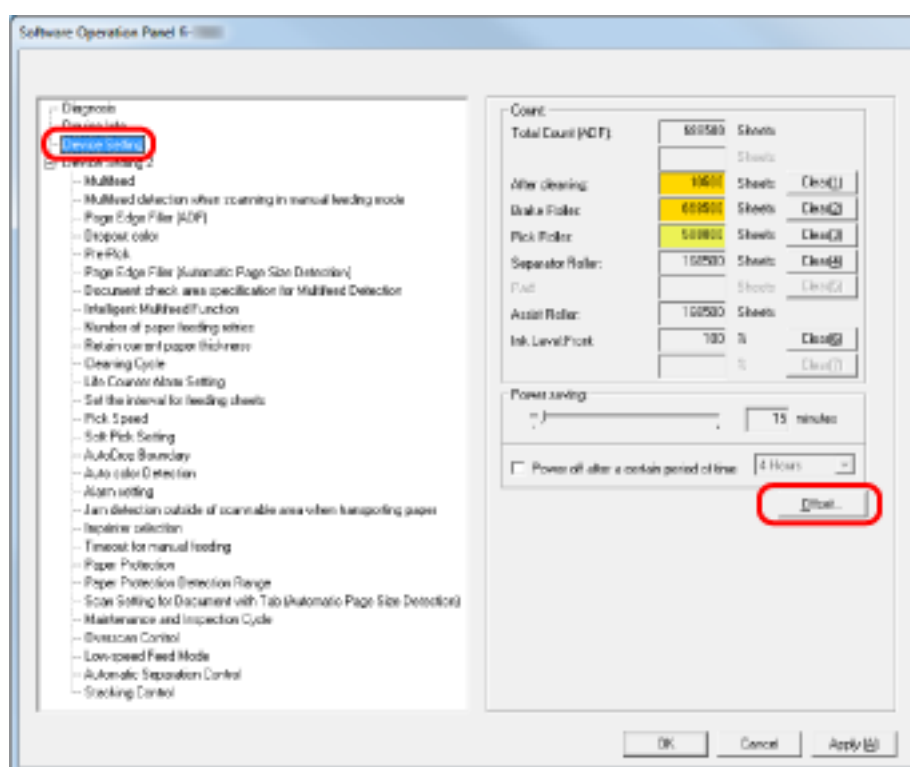 Software Operation Panel
Diagnosis
Device Info
Device Setting
Device Setting 2
Multifeed
Multifeed detection when scanning in manual feeding mode
Page Edge Filler (ADF)
Dropout color
Pre-Pick
Page Edge Filler (Automatic Page Size Detection)
Document check area specification for Multifeed Detection
Intelligent Multifeed Function
Number of paper feeding retries
Retain current paper thickness
Cleaning Cycle
Life Counter Alarm Setting
Set the interval for feeding sheets
Pick Speed
Soft Pick Setting
AutoCrop Boundary
Auto color Detection
Alarm setting
Jam detection outside of scannable area when transporting paper
Imprinter selection
Timeout for manual feeding
Paper Protection
Paper Protection Detection Range
Scan Setting for Document with Tab (Automatic Page Size Detection)
Maintenance and Inspection Cycle
Overscan Control
Low-speed Feed Mode
Automatic Separation Control
Stacking Control
Count
Total Count (ADF): Sheets
Sheets
After cleaning: Sheets Clear(1)
Brake Roller: Sheets Clear(2)
Pick Roller: Sheets Clear(3)
Separator Roller: Sheets Clear(4)
Pad: Sheets Clear(5)
Assist Roller: Sheets
Ink Level:Front: 100 % Clear(6)
% Clear(7)
Power saving:
15 minutes
Power off after a certain period of time 4 Hours
Offset...
OK Cancel Apply (A)